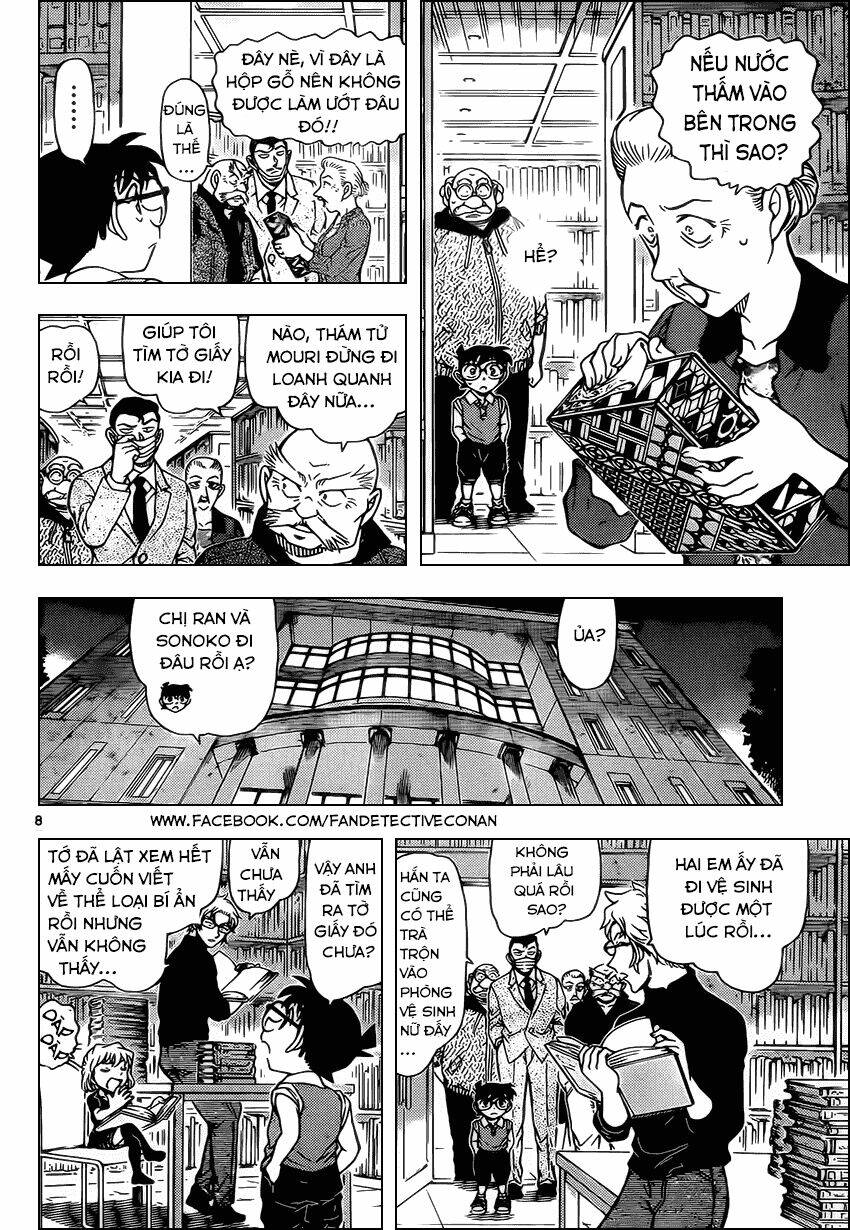 NẾU NƯỚC
THẤM VÀO
BÊN TRONG
THÌ SAO?
HỂ?
ĐÂY NÈ, VÌ ĐÂY LÀ
HỘP GỖ NÊN KHÔNG
ĐƯỢC LÀM ƯỚT ĐÂU
ĐÓ!!
ĐÚNG
LÀ
THẾ
...
......
NÀO, THÁM TỬ
MOURI ĐỪNG ĐI
LOANH QUANH
ĐÂY NỮA...
GIÚP TÔI
TÌM TỜ GIẤY
KIA ĐI!
RỒI
RỒI!
ỦA?
CHỊ RAN VÀ
SONOKO ĐI
ĐÂU RỒI Ạ?
8
WWW.FACEBOOK.COM/FANDETECTIVECONAN
HAI EM ẤY ĐÃ
ĐI VỆ SINH
ĐƯỢC MỘT
LÚC RỒI...
KHÔNG
PHẢI LÂU
QUÁ RỒI
SAO?
HẮN TA
CŨNG
CÓ THỂ
TRÀ
TRỘN
VÀO
PHÒNG
VỆ SINH
NỮ ĐẤY
...
VẬY ANH
ĐÃ TÌM
RA TỜ
GIẤY ĐÓ
CHƯA?
VẪN
CHƯA
THẤY
TỚ ĐÃ LẬT XEM HẾT
MẤY CUỐN VIẾT
VỀ THỂ LOẠI BÍ ẨN
RỒI NHƯNG
VẪN KHÔNG
THẤY...